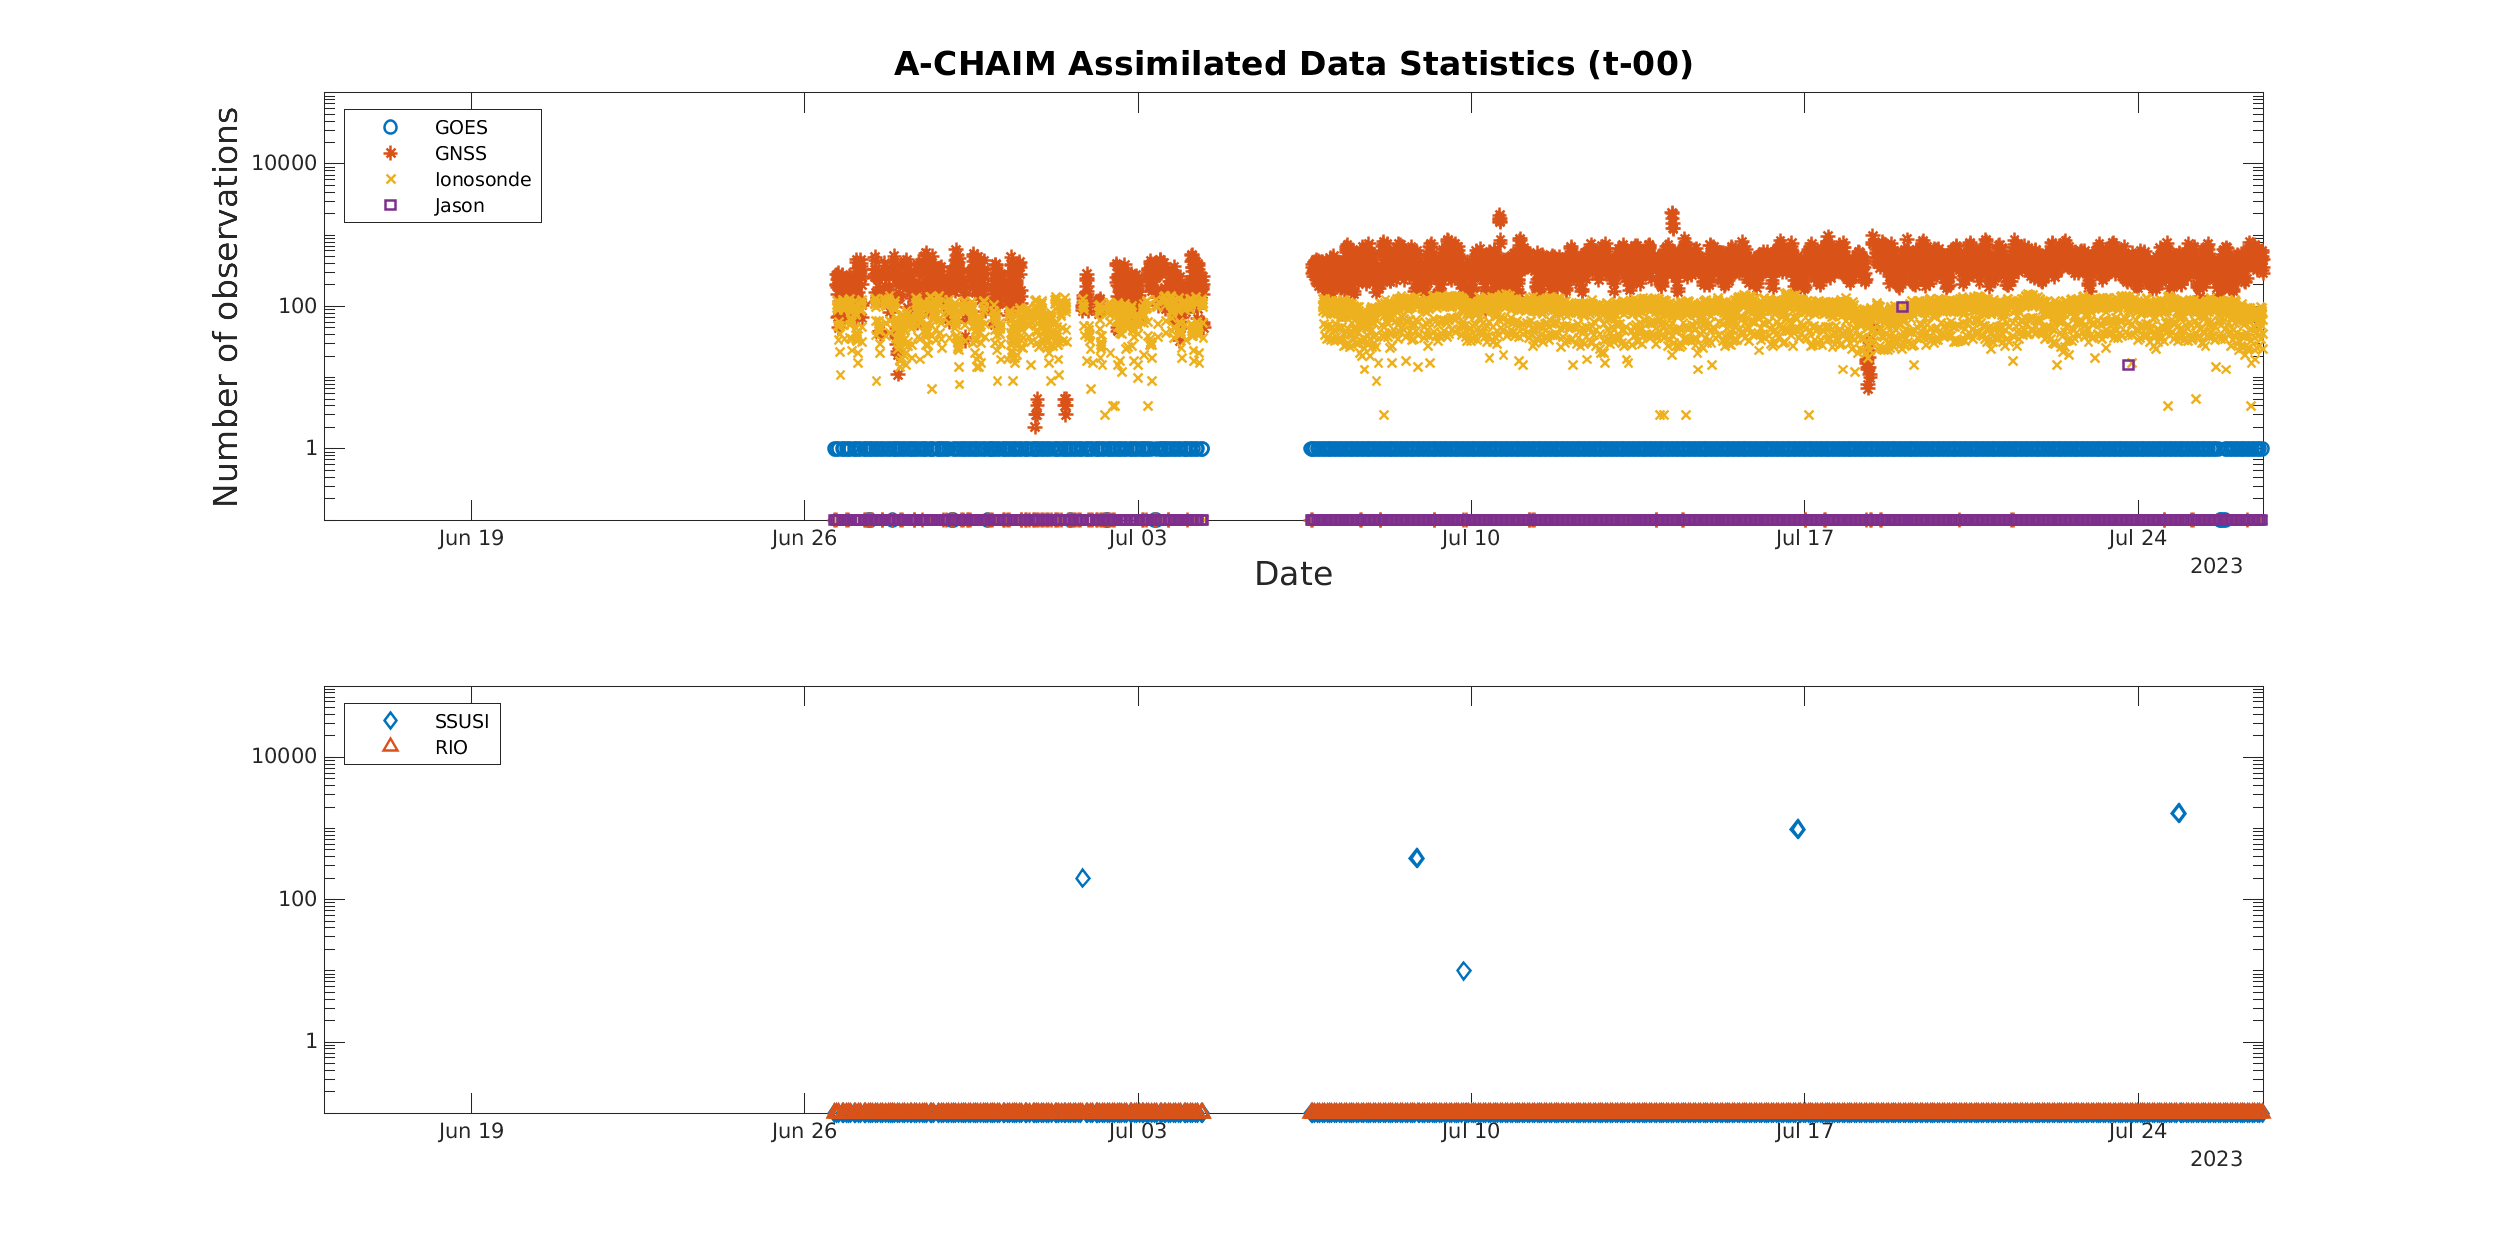 A-CHAIM Assimilated Data Statistics (t-00)
GOES
GNSS
Ionosonde
Jason
Number of observations
10000
100
1
Jun 19 Jun 26 Jul 03 Jul 10 Jul 17 Jul 24
2023
Date
SSUSI
RIO
10000
100
1
Jun 19 Jun 26 Jul 03 Jul 10 Jul 17 Jul 24
2023